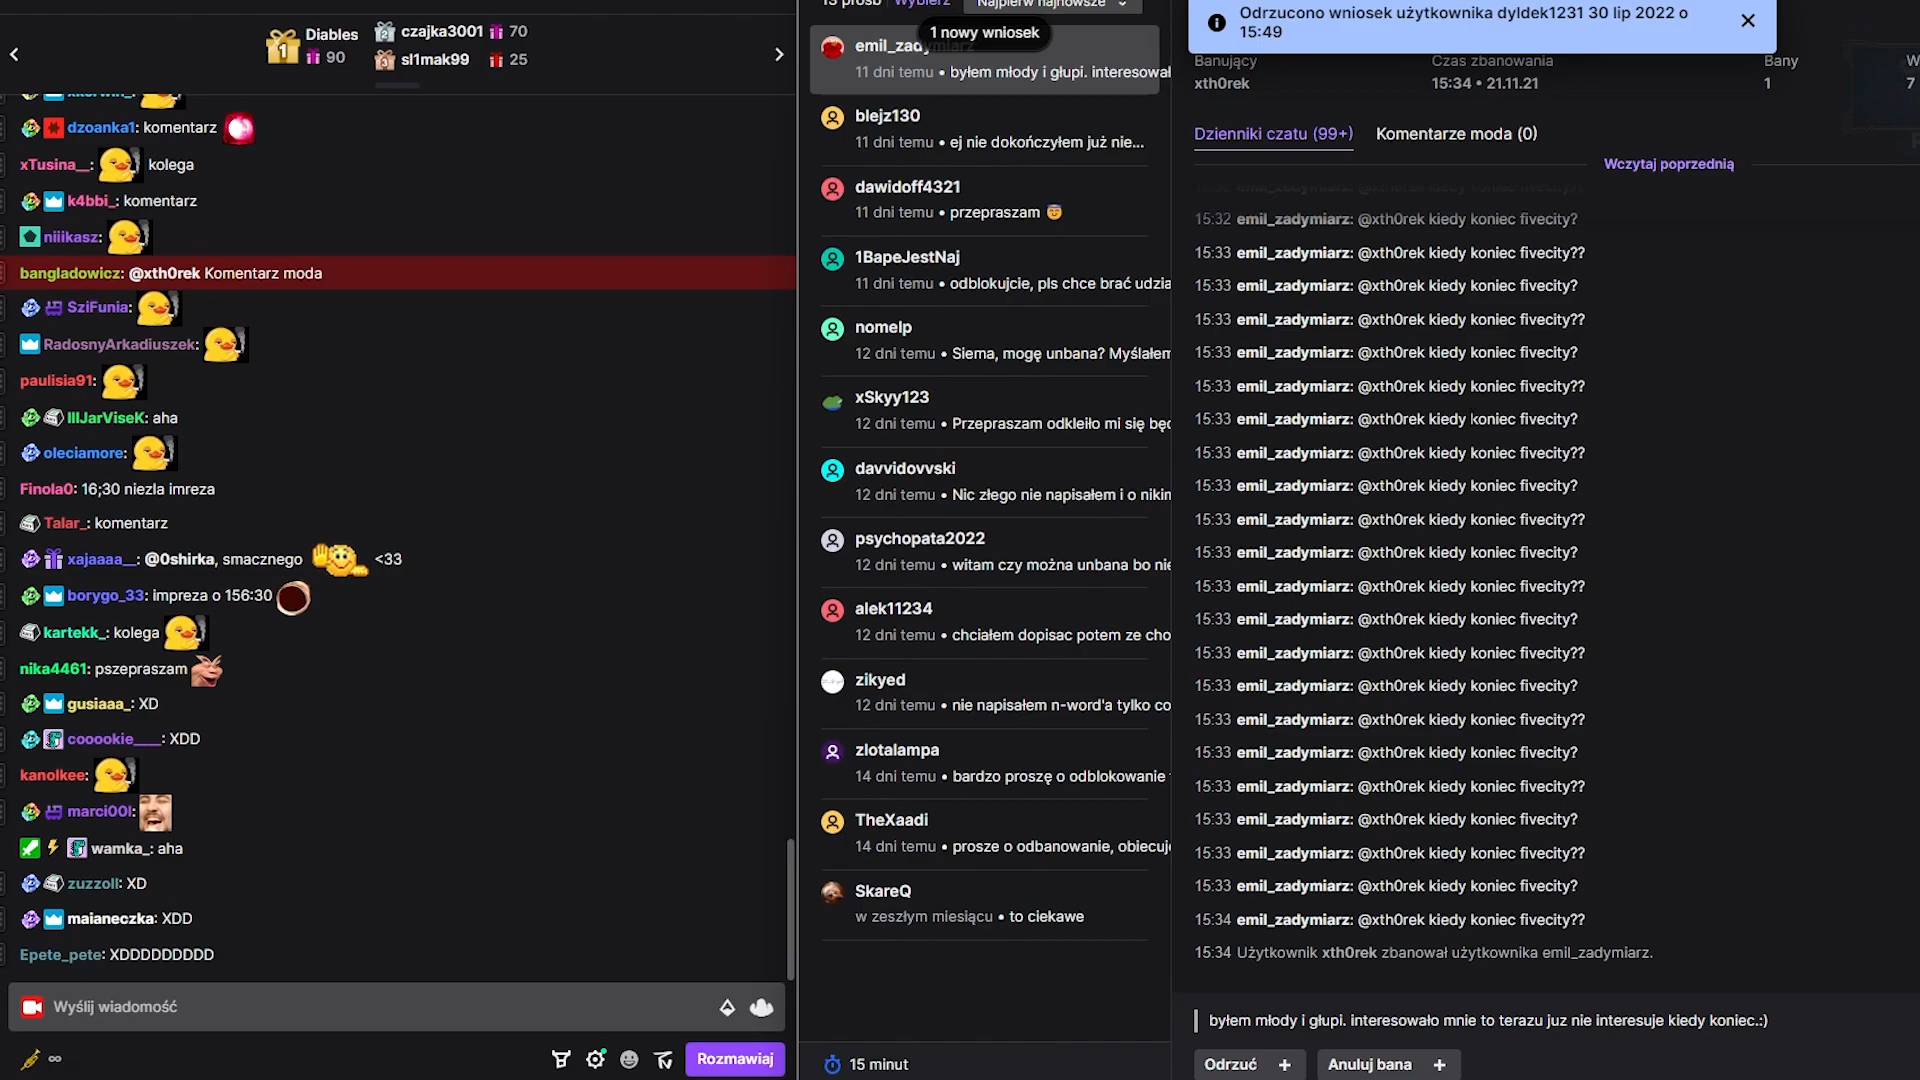 Diables
90
czajka3001 70
sl1mak99 25
dzoanka1: komentarz
xTusina__: kolega
k4bbi_: komentarz
niiikasz:
bangladowicz: @xth0rek Komentarz moda
SziFunia:
RadosnyArkadiuszek:
paulisia91:
IlIJarViseK: aha
oleciamore:
Finola0: 16;30 niezla imreza
Talar_: komentarz
xajaaaa__: @0shirka, smacznego <33
borygo_33: impreza o 156:30
kartekk_: kolega
nika4461: pszepraszam
gusiaaa_: XD
cooookie____: XDD
kanolkee:
marci00l:
wamka_: aha
zuzzoll: XD
maianeczka: XDD
Epete_pete: XDDDDDDDDD
Wyślij wiadomość
∞
Rozmawiaj
13 próśb Wybierz Najpierw najnowsze
1 nowy wniosek
11 dni temu • byłem młody i głupi. interesował
blejz130
11 dni temu • ej nie dokończyłem już nie...
dawidoff4321
11 dni temu • przepraszam
1BapeJestNaj
11 dni temu • odblokujcie, pls chce brać udzia
nomelp
12 dni temu • Siema, mogę unbana? Myślałem
xSkyy123
12 dni temu • Przepraszam odkleiło mi się będ
davvidovvski
12 dni temu • Nic złego nie napisałem i o nikim
psychopata2022
12 dni temu • witam czy można unbana bo nie
alek11234
12 dni temu • chciałem dopisac potem ze cho
zikyed
12 dni temu • nie napisałem n-word'a tylko co
zlotalampa
14 dni temu • bardzo proszę o odblokowanie
TheXaadi
14 dni temu • prosze o odbanowanie, obiecuje
SkareQ
w zeszłym miesiącu • to ciekawe
15 minut
Odrzucono wniosek użytkownika dyldek1231 30 lip 2022 o
15:49
Banujący Czas zbanowania Bany W
xth0rek 15:34 • 21.11.21 1 7
Dzienniki czatu (99+) Komentarze moda (0)
Wczytaj poprzednią
15:32 emil_zadymiarz: @xth0rek kiedy koniec fivecity?
15:33 emil_zadymiarz: @xth0rek kiedy koniec fivecity??
15:33 emil_zadymiarz: @xth0rek kiedy koniec fivecity?
15:33 emil_zadymiarz: @xth0rek kiedy koniec fivecity??
15:33 emil_zadymiarz: @xth0rek kiedy koniec fivecity?
15:33 emil_zadymiarz: @xth0rek kiedy koniec fivecity??
15:33 emil_zadymiarz: @xth0rek kiedy koniec fivecity?
15:33 emil_zadymiarz: @xth0rek kiedy koniec fivecity??
15:33 emil_zadymiarz: @xth0rek kiedy koniec fivecity?
15:33 emil_zadymiarz: @xth0rek kiedy koniec fivecity??
15:33 emil_zadymiarz: @xth0rek kiedy koniec fivecity?
15:33 emil_zadymiarz: @xth0rek kiedy koniec fivecity??
15:33 emil_zadymiarz: @xth0rek kiedy koniec fivecity?
15:33 emil_zadymiarz: @xth0rek kiedy koniec fivecity??
15:33 emil_zadymiarz: @xth0rek kiedy koniec fivecity?
15:33 emil_zadymiarz: @xth0rek kiedy koniec fivecity??
15:33 emil_zadymiarz: @xth0rek kiedy koniec fivecity?
15:33 emil_zadymiarz: @xth0rek kiedy koniec fivecity??
15:33 emil_zadymiarz: @xth0rek kiedy koniec fivecity?
15:33 emil_zadymiarz: @xth0rek kiedy koniec fivecity??
15:33 emil_zadymiarz: @xth0rek kiedy koniec fivecity?
15:34 emil_zadymiarz: @xth0rek kiedy koniec fivecity??
15:34 Użytkownik xth0rek zbanował użytkownika emil_zadymiarz.
byłem młody i głupi. interesowało mnie to terazu juz nie interesuje kiedy koniec.:)
Odrzuć +
Anuluj bana +